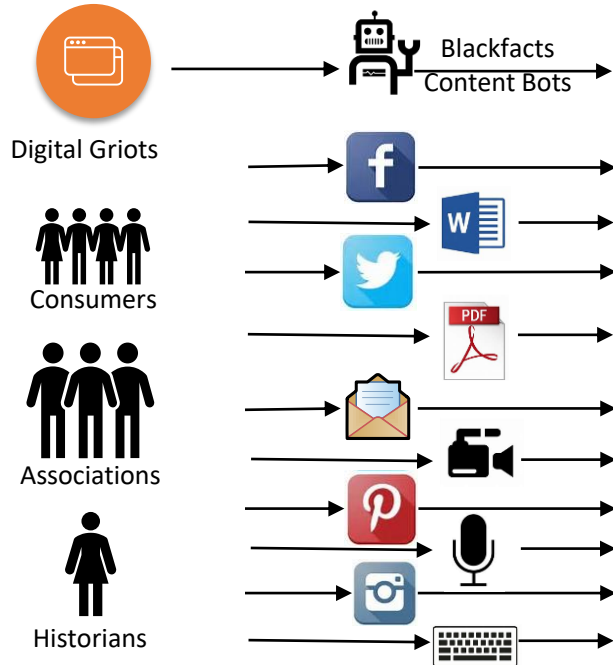 Blackfacts
Content Bots
Digital Griots
f
W
Consumers
PDF
Associations
Historians